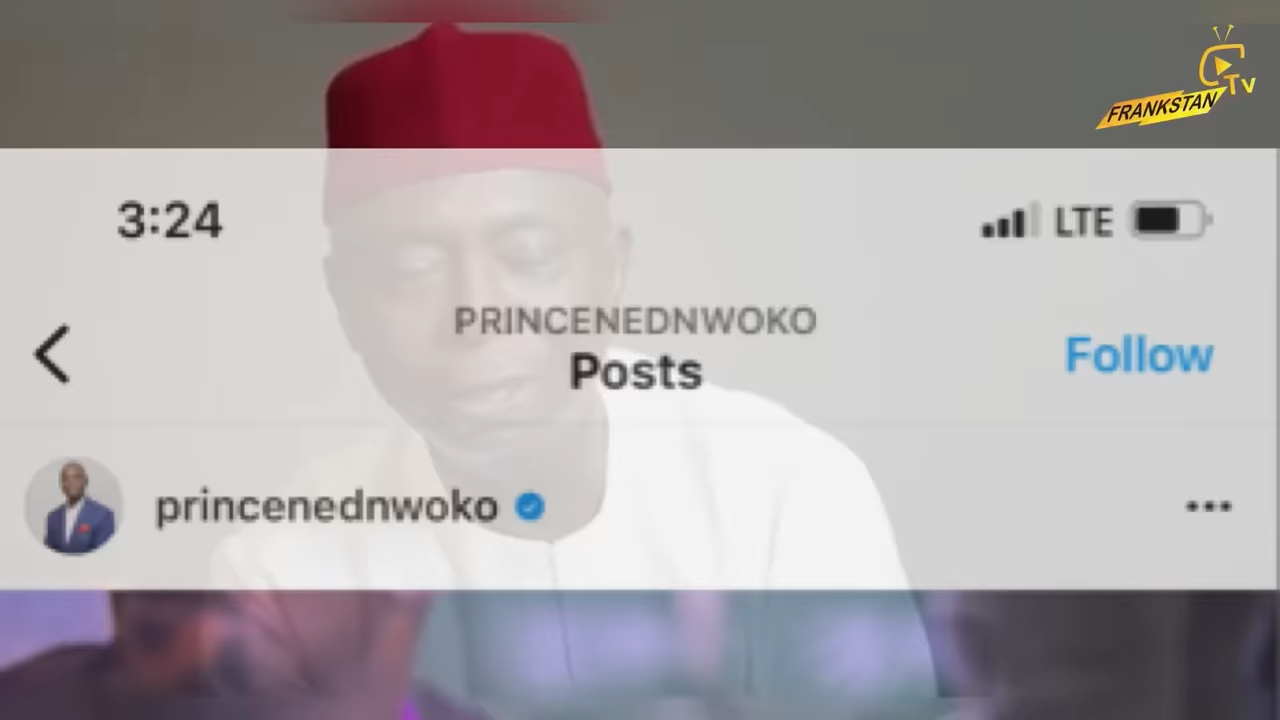 FRANKSTAN
TV
3:24
LTE
PRINCENEDNWOKO
Posts
Follow
princenednwoko